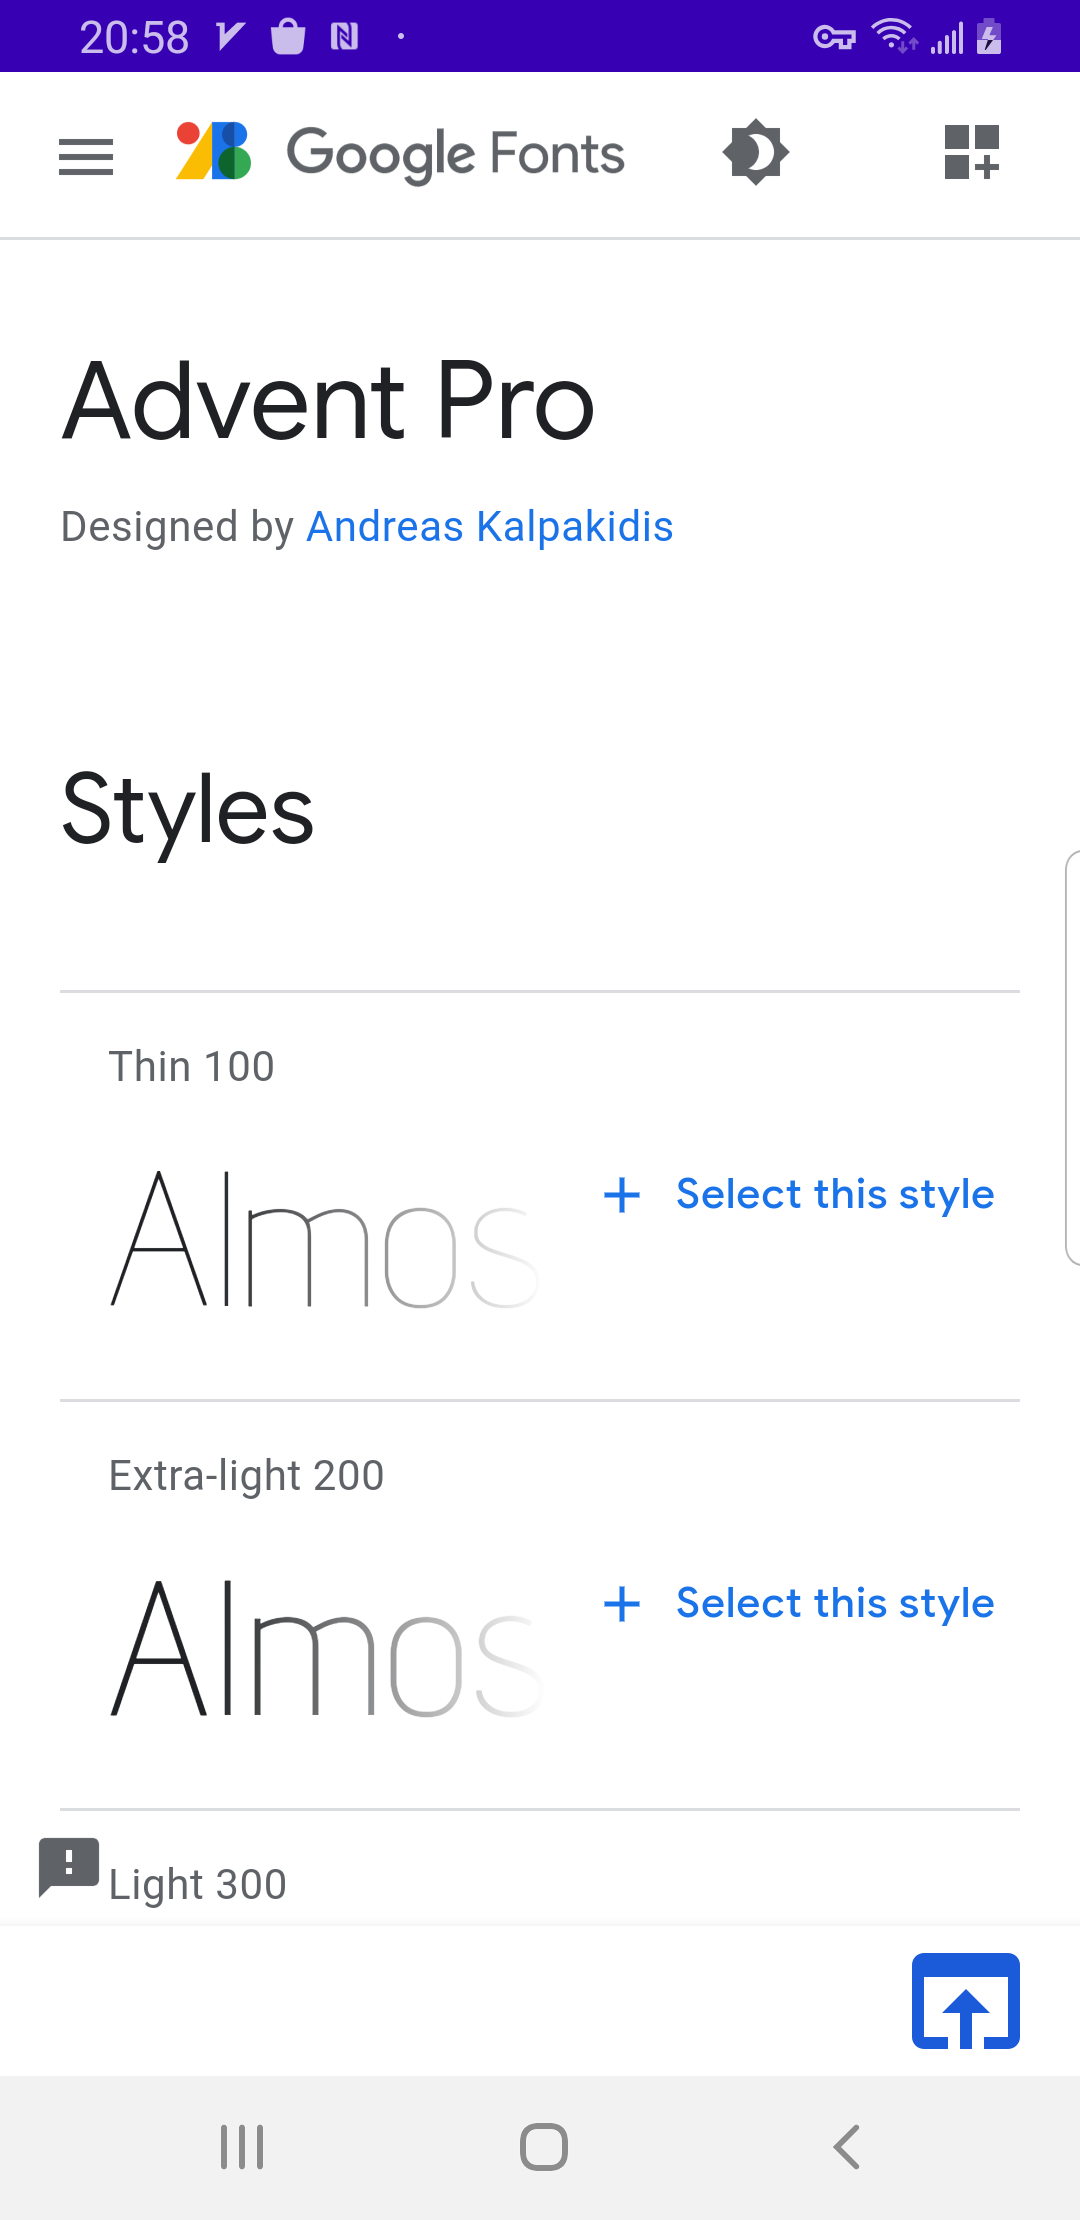 20:58
Google Fonts
Advent Pro
Designed by Andreas Kalpakidis
Styles
Thin 100
Almos
+ Select this style
Extra-light 200
Almos
+ Select this style
Light 300